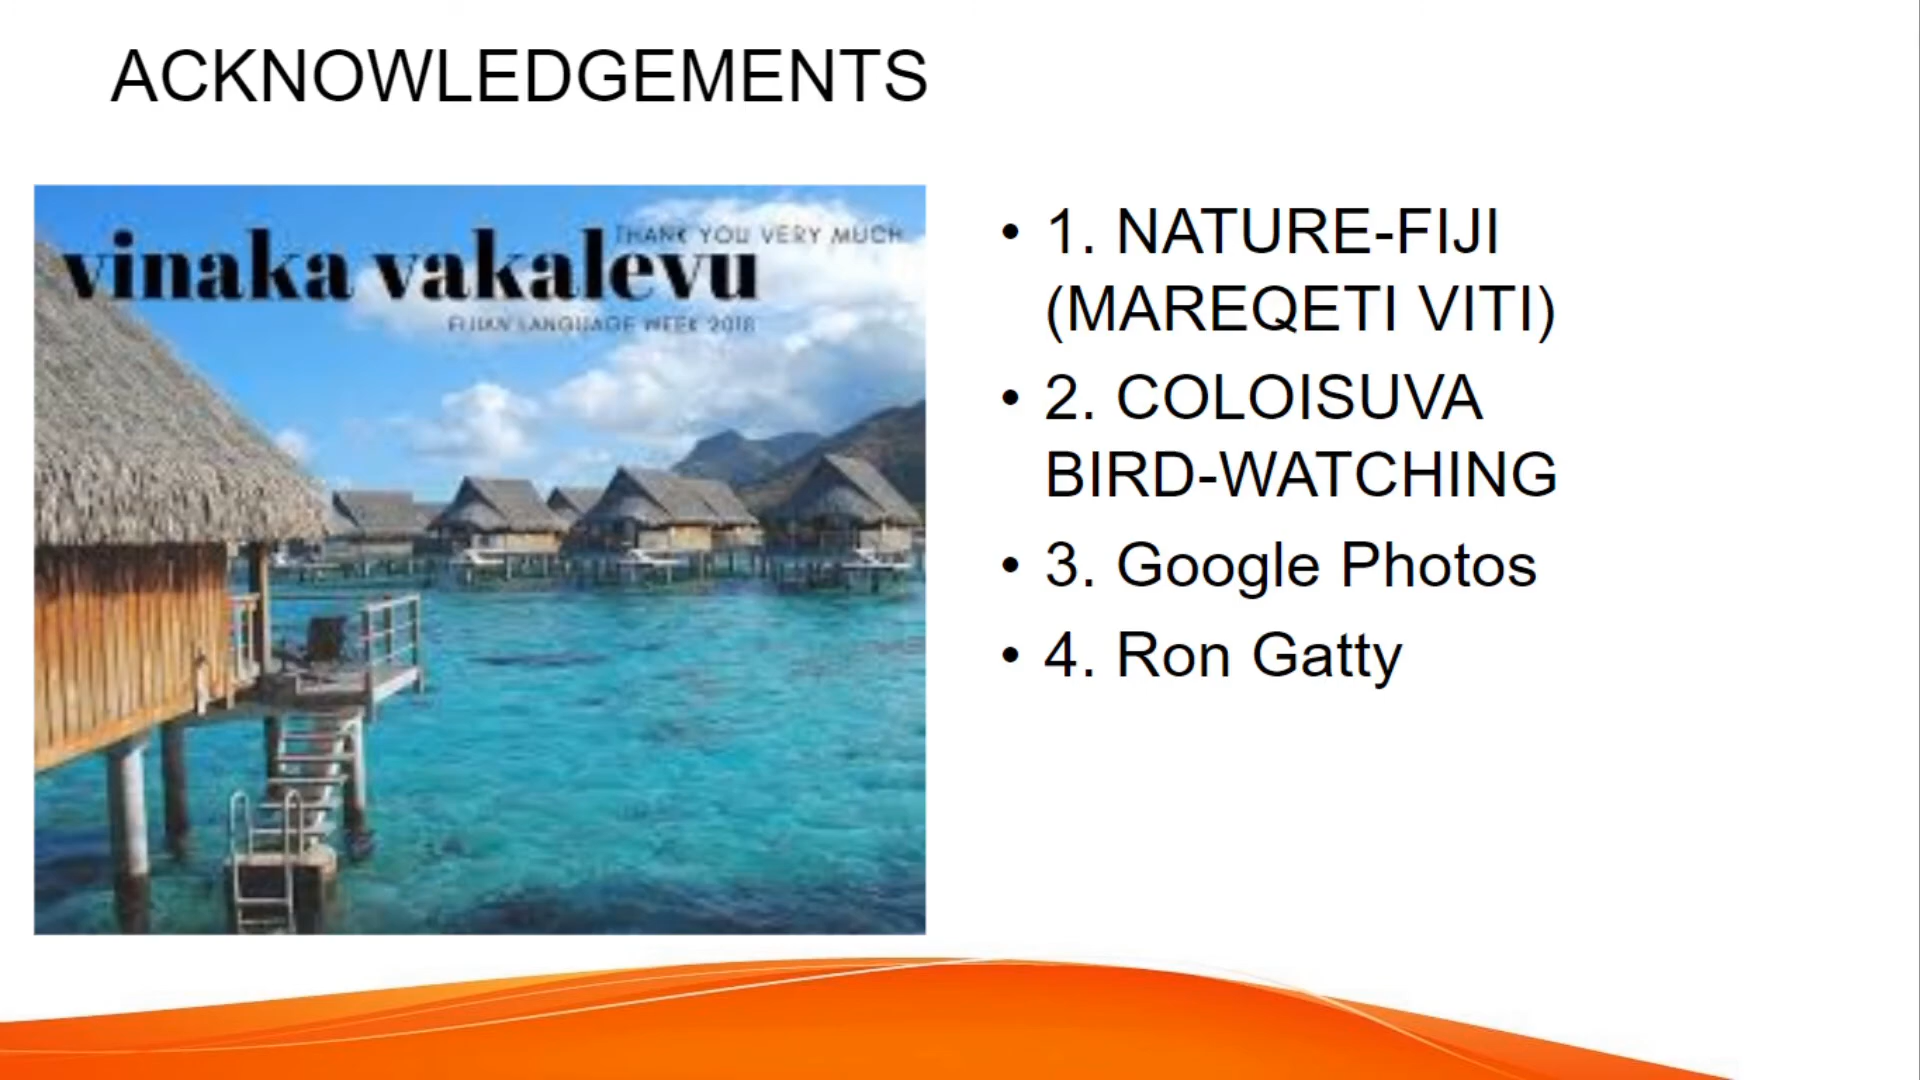 ACKNOWLEDGEMENTS
THANK YOU VERY MUCH
vinaka vakalevu
FIJIAN LANGUAGE WEEK 2018
• 1. NATURE-FIJI
(MAREQETI VITI)
• 2. COLOISUVA
BIRD-WATCHING
• 3. Google Photos
• 4. Ron Gatty